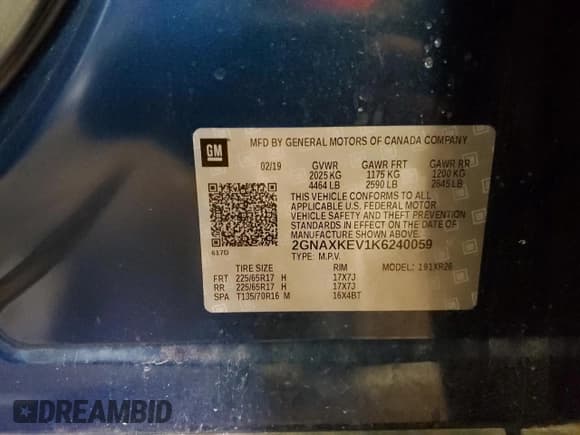 GM
MFD BY GENERAL MOTORS OF CANADA COMPANY
02/19 GVWR GAWR FRT GAWR RR
2025 KG 1175 KG 1200 KG
4464 LB 2590 LB 2645 LB
THIS VEHICLE CONFORMS TO ALL APPLICABLE U.S. FEDERAL MOTOR VEHICLE SAFETY AND THEFT PREVENTION STANDARDS IN EFFECT ON THE DATE OF MANUFACTURE SHOWN ABOVE.
2GNAXKEV1K6240059
617D TYPE: M.P.V.
TIRE SIZE RIM MODEL: 191XR26
FRT 225/65R17 H 17X7J
RR 225/65R17 H 17X7J
SPA T135/70R16 M 16X4BT
DREAMBID